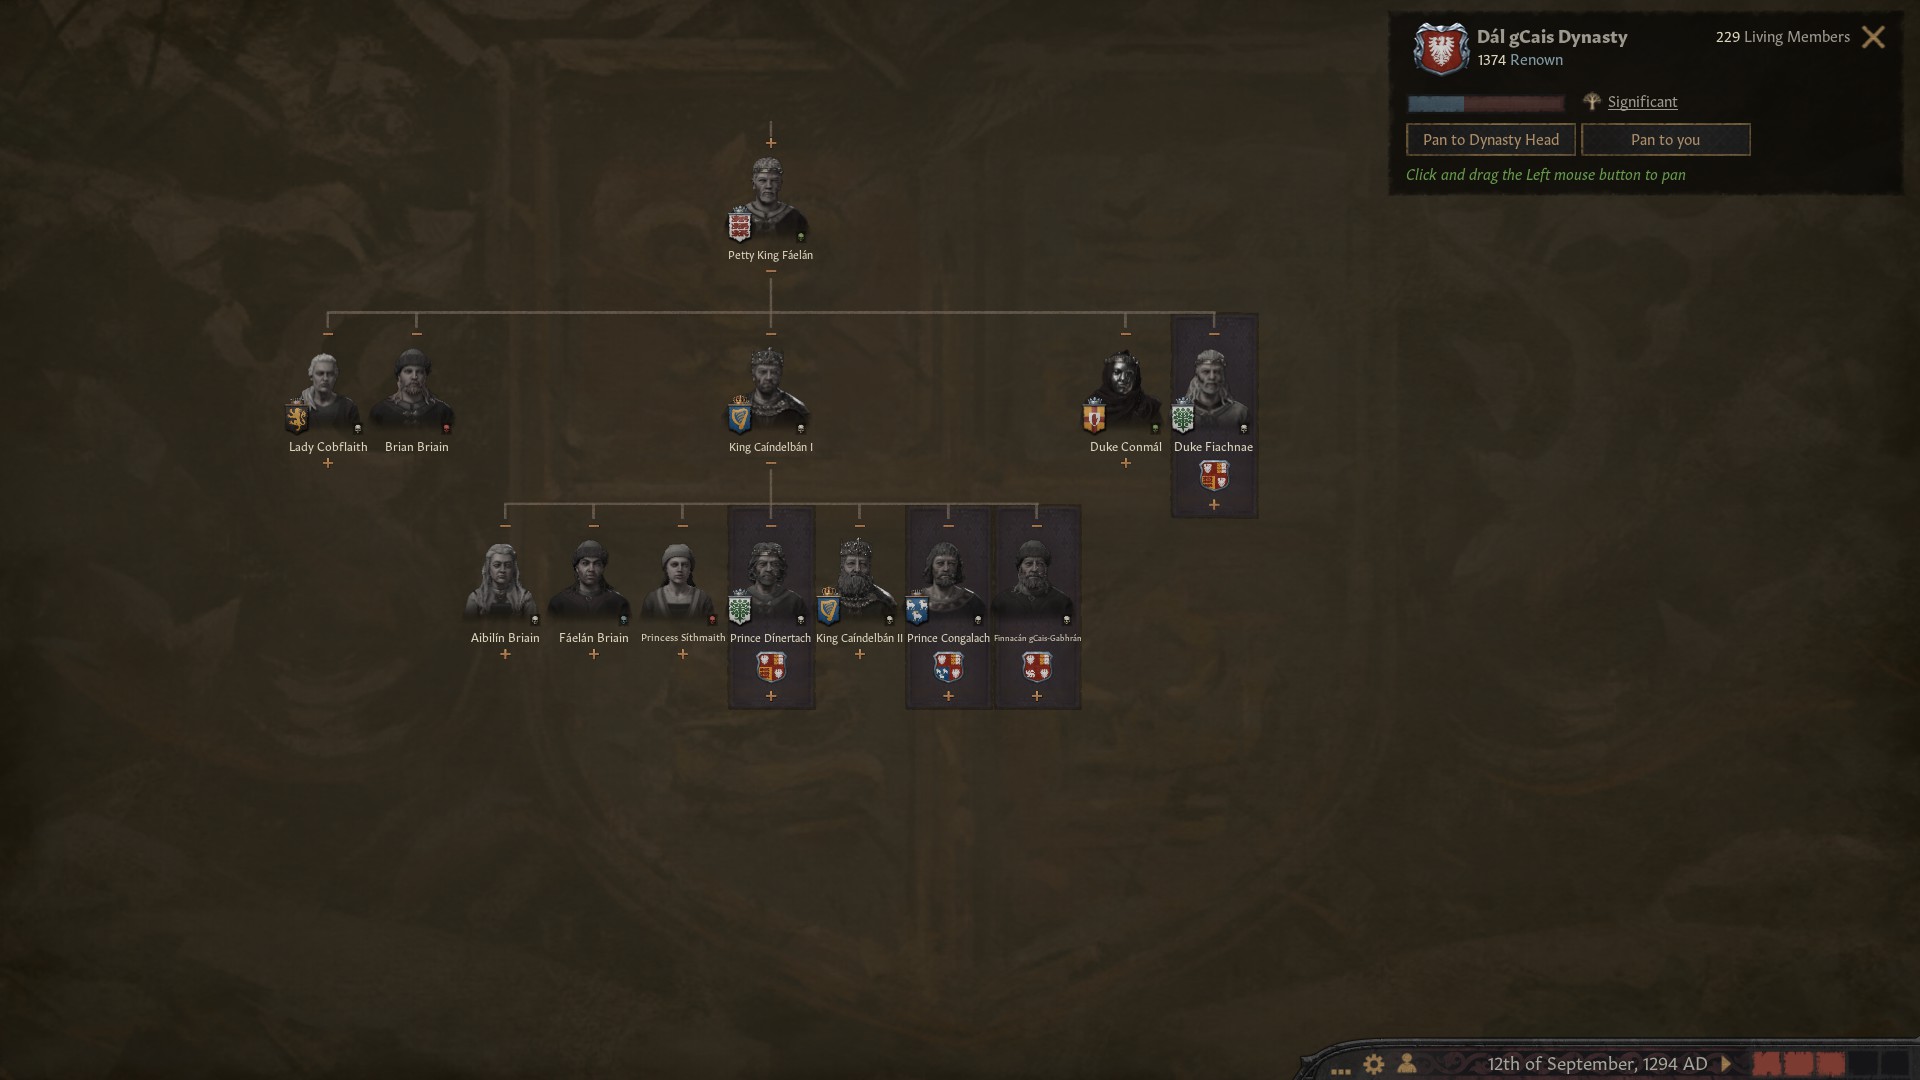 Dál gCais Dynasty
229 Living Members
1374 Renown
Significant
Pan to Dynasty Head
Pan to you
Click and drag the Left mouse button to pan
Petty King Fáelán
Lady Cobflaith
Brian Briain
King Caíndelbán I
Duke Conmál
Duke Fiachnae
Aibilín Briain
Fáelán Briain
Princess Síthmaith
Prince Dínertach
King Caíndelbán II
Prince Congalach
Finnacán gCais-Gabhrán
... 12th of September, 1294 AD